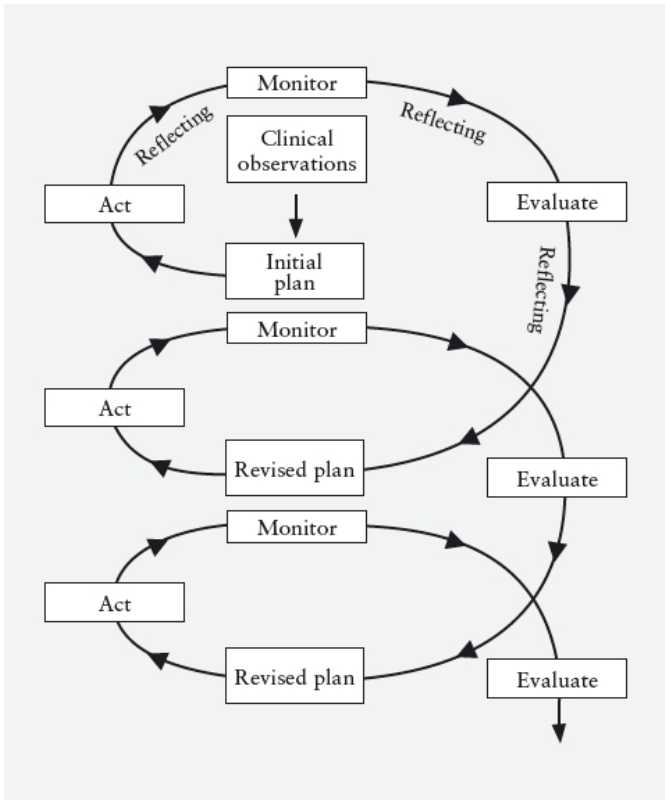 Monitor
Reflecting
Reflecting
Clinical
observations
Act
Evaluate
Initial
plan
Reflecting
Monitor
Act
Revised plan
Evaluate
Monitor
Act
Revised plan
Evaluate